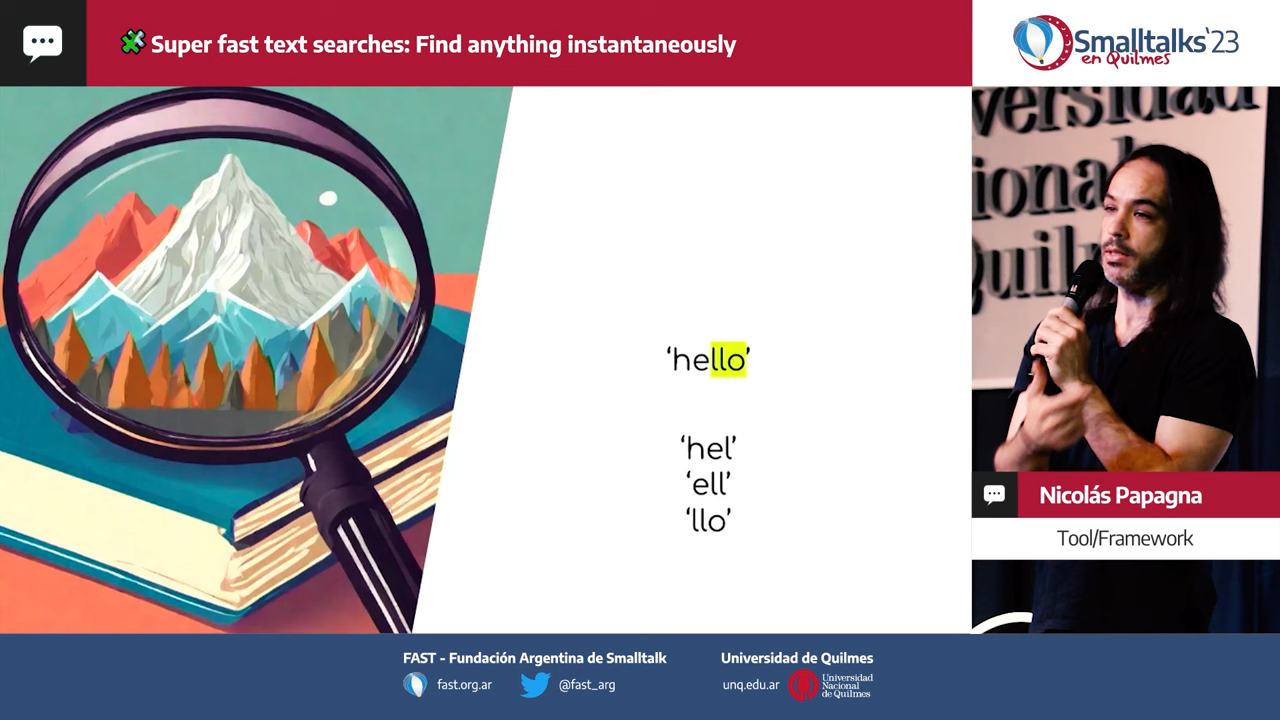 Super fast text searches: Find anything instantaneously
Smalltalks'23
en Quilmes
‘hello’
‘hel’
‘ell’
‘llo’
Nicolás Papagna
Tool/Framework
FAST - Fundación Argentina de Smalltalk
fast.org.ar
@fast_arg
Universidad de Quilmes
unq.edu.ar
Universidad
Nacional
de Quilmes